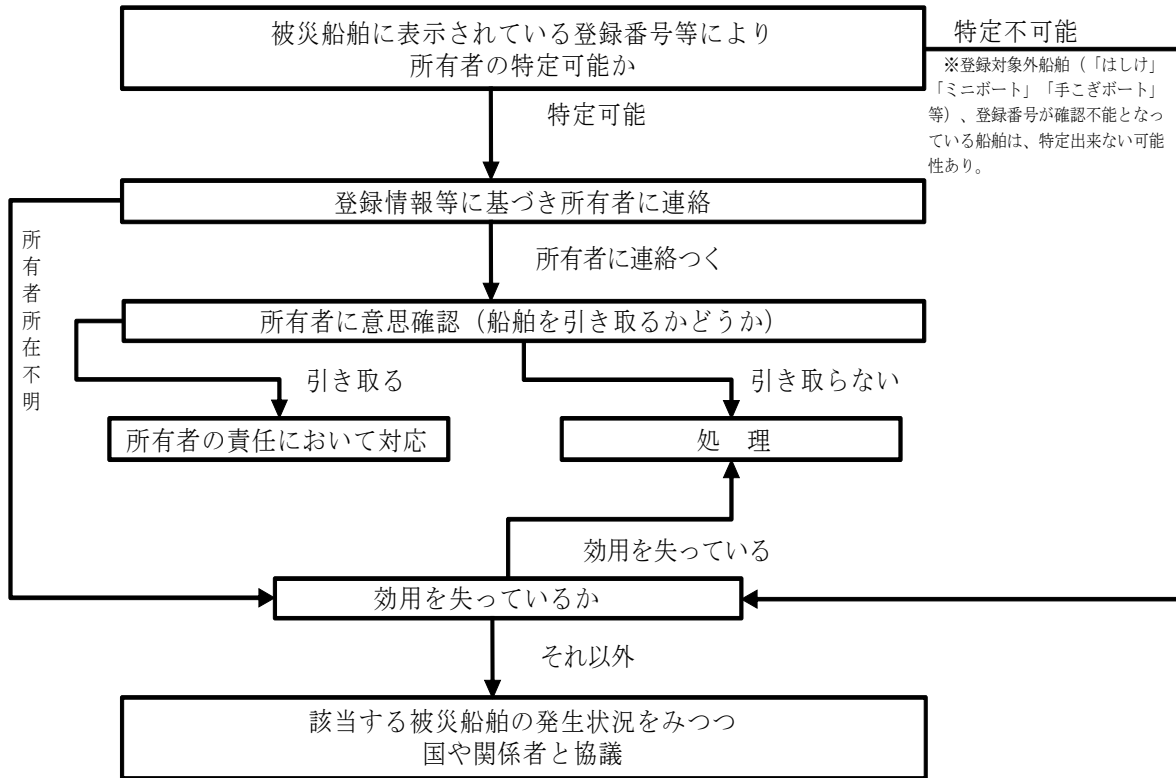 被災船舶に表示されている登録番号等により
所有者の特定可能か
特定不可能
※登録対象外船舶（「はしけ」
「ミニボート」「手こぎボート」
等）、登録番号が確認不能となっ
ている船舶は、特定出来ない可能
性あり。
特定可能
登録情報等に基づき所有者に連絡
所有者所在不明
所有者に連絡つく
所有者に意思確認（船舶を引き取るかどうか）
引き取る
引き取らない
所有者の責任において対応
処　理
効用を失っている
効用を失っているか
それ以外
該当する被災船舶の発生状況をみつつ
国や関係者と協議